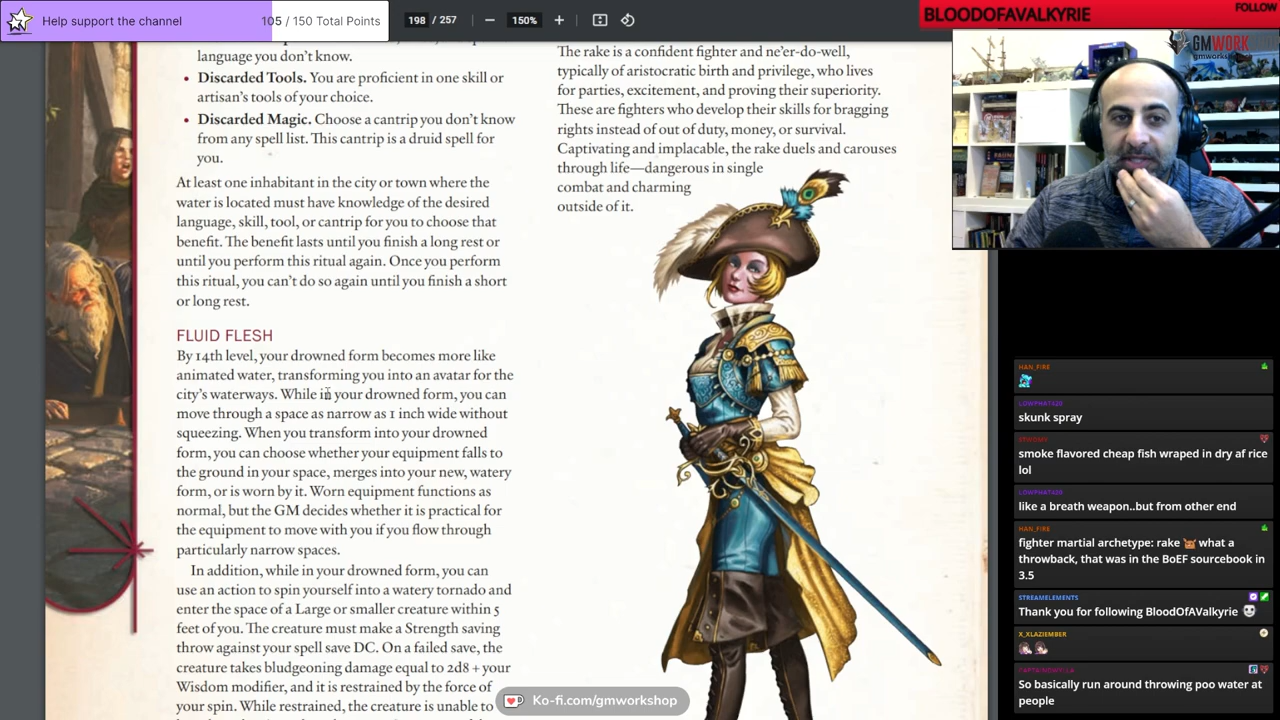 Help support the channel
105 / 150 Total Points
198 / 257
150%
BLOODOFAVALKYRIE
FOLLOW
language you don't know.
• Discarded Tools. You are proficient in one skill or
artisan's tools of your choice.
• Discarded Magic. Choose a cantrip you don't know
from any spell list. This cantrip is a druid spell for
you.
At least one inhabitant in the city or town where the
water is located must have knowledge of the desired
language, skill, tool, or cantrip for you to choose that
benefit. The benefit lasts until you finish a long rest or
until you perform this ritual again. Once you perform
this ritual, you can't do so again until you finish a short
or long rest.
FLUID FLESH
By 14th level, your drowned form becomes more like
animated water, transforming you into an avatar for the
city's waterways. While in your drowned form, you can
move through a space as narrow as 1 inch wide without
squeezing. When you transform into your drowned
form, you can choose whether your equipment falls to
the ground in your space, merges into your new, watery
form, or is worn by it. Worn equipment functions as
normal, but the GM decides whether it is practical for
the equipment to move with you if you flow through
particularly narrow spaces.
In addition, while in your drowned form, you can
use an action to spin yourself into a watery tornado and
enter the space of a Large or smaller creature within 5
feet of you. The creature must make a Strength saving
throw against your spell save DC. On a failed save, the
creature takes bludgeoning damage equal to 2d8 + your
Wisdom modifier, and it is restrained by the force of
your spin. While restrained, the creature is unable to
The rake is a confident fighter and ne'er-do-well,
typically of aristocratic birth and privilege, who lives
for parties, excitement, and proving their superiority.
These are fighters who develop their skills for bragging
rights instead of out of duty, money, or survival.
Captivating and implacable, the rake duels and carouses
through life—dangerous in single
combat and charming
outside of it.
Ko-fi.com/gmworkshop
HAN_FIRE
LOWPHAT320
skunk spray
smoke flavored cheap fish wraped in dry af rice
lol
LOWPHAT320
like a breath weapon..but from other end
HAN_FIRE
fighter martial archetype: rake what a
throwback, that was in the BoEF sourcebook in
3.5
STREAMELEMENTS
Thank you for following BloodOfAValkyrie
X_XLAZIEMBER
So basically run around throwing poo water at
people